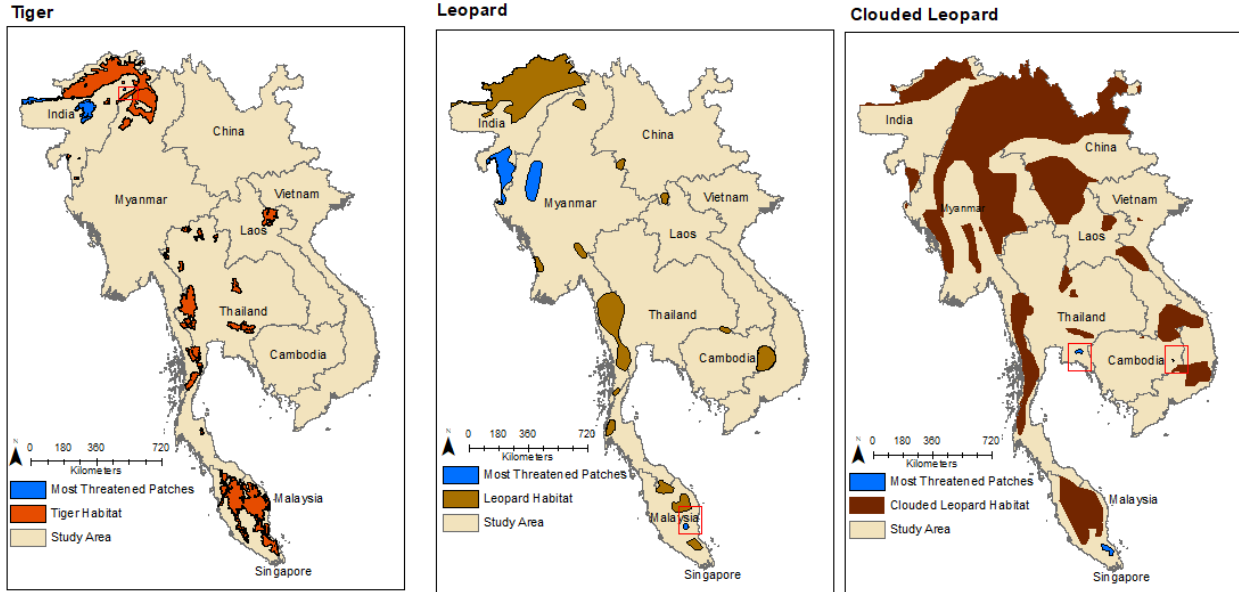 Tiger
India
China
Myanmar
Vietnam
Laos
Thailand
Cambodia
N
0 180 360 720
Kilometers
Most Threatened Patches
Tiger Habitat
Study Area
Malaysia
Singapore
Leopard
India
China
Myanmar
Vietnam
Laos
Thailand
Cambodia
N
0 180 360 720
Kilometers
Most Threatened Patches
Leopard Habitat
Study Area
Malaysia
Singapore
Clouded Leopard
India
China
Myanmar
Vietnam
Laos
Thailand
Cambodia
N
0 180 360 720
Kilometers
Most Threatened Patches
Clouded Leopard Habitat
Study Area
Malaysia
Singapore